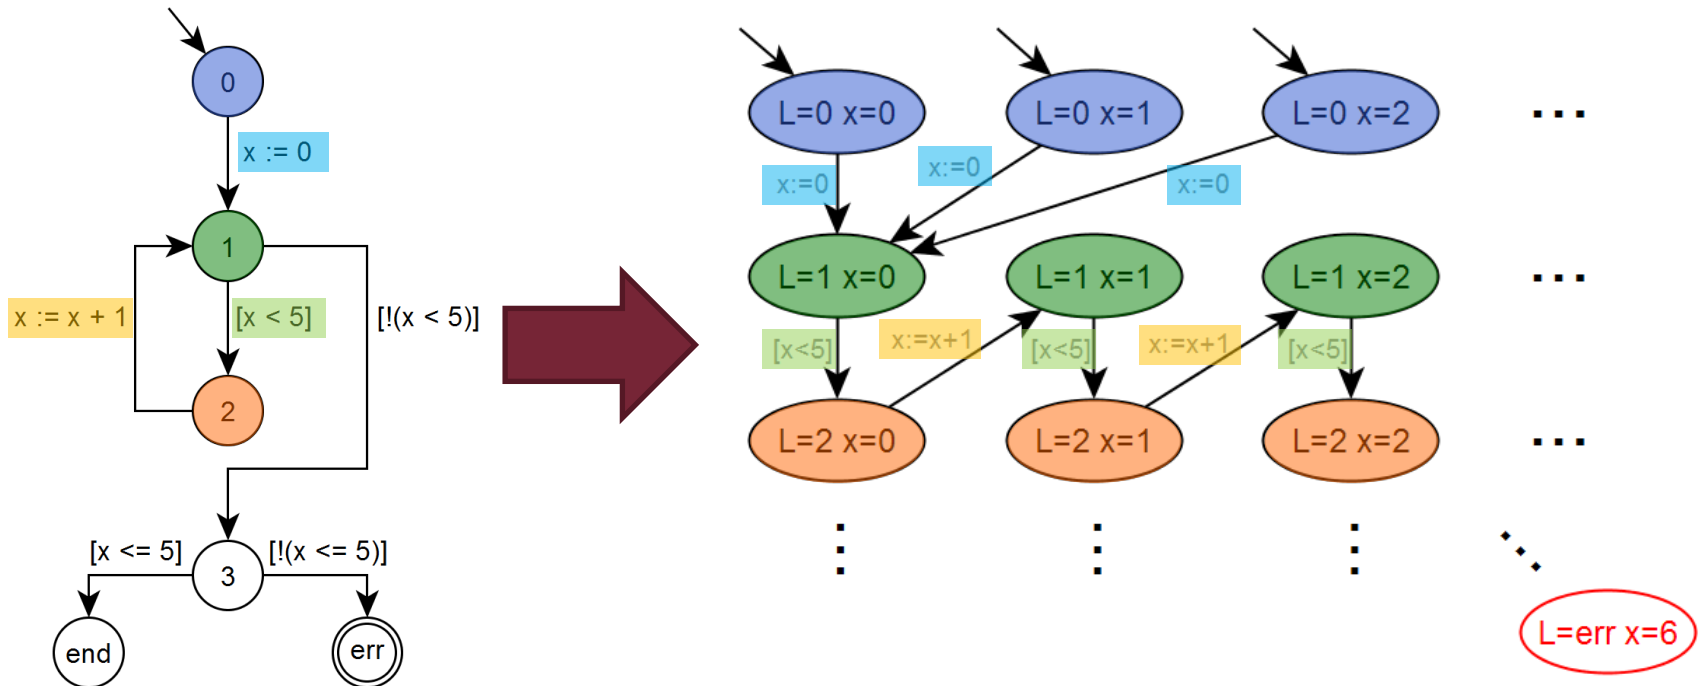 0
x := 0
1
x := x + 1
[x < 5]
[!(x < 5)]
2
[x <= 5]
[!(x <= 5)]
3
end
err
L=0 x=0
L=0 x=1
L=0 x=2
...
x:=0
x:=0
x:=0
L=1 x=0
L=1 x=1
L=1 x=2
...
[x<5]
x:=x+1
[x<5]
x:=x+1
[x<5]
L=2 x=0
L=2 x=1
L=2 x=2
...
L=err x=6